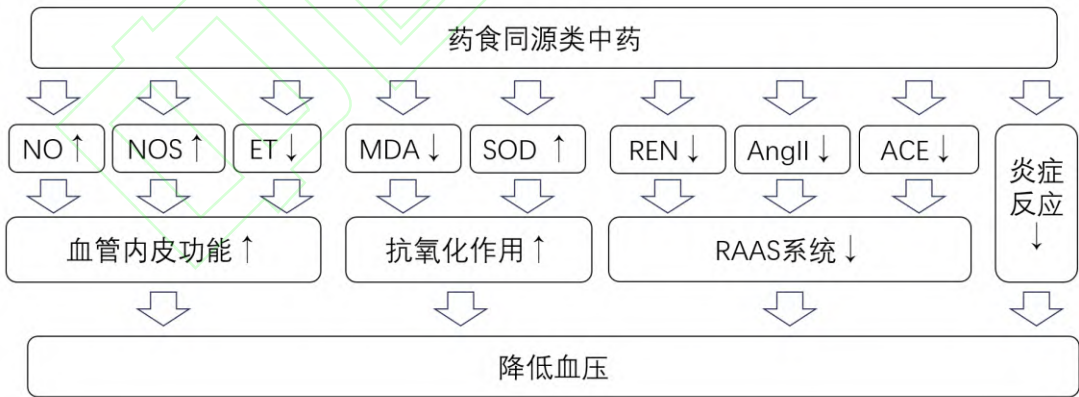 药食同源类中药
NO↑ NOS↑ ET↓ MDA↓ SOD ↑ REN↓ AngII↓ ACE↓
炎症
反应
↓
血管内皮功能↑ 抗氧化作用↑ RAAS系统↓
降低血压